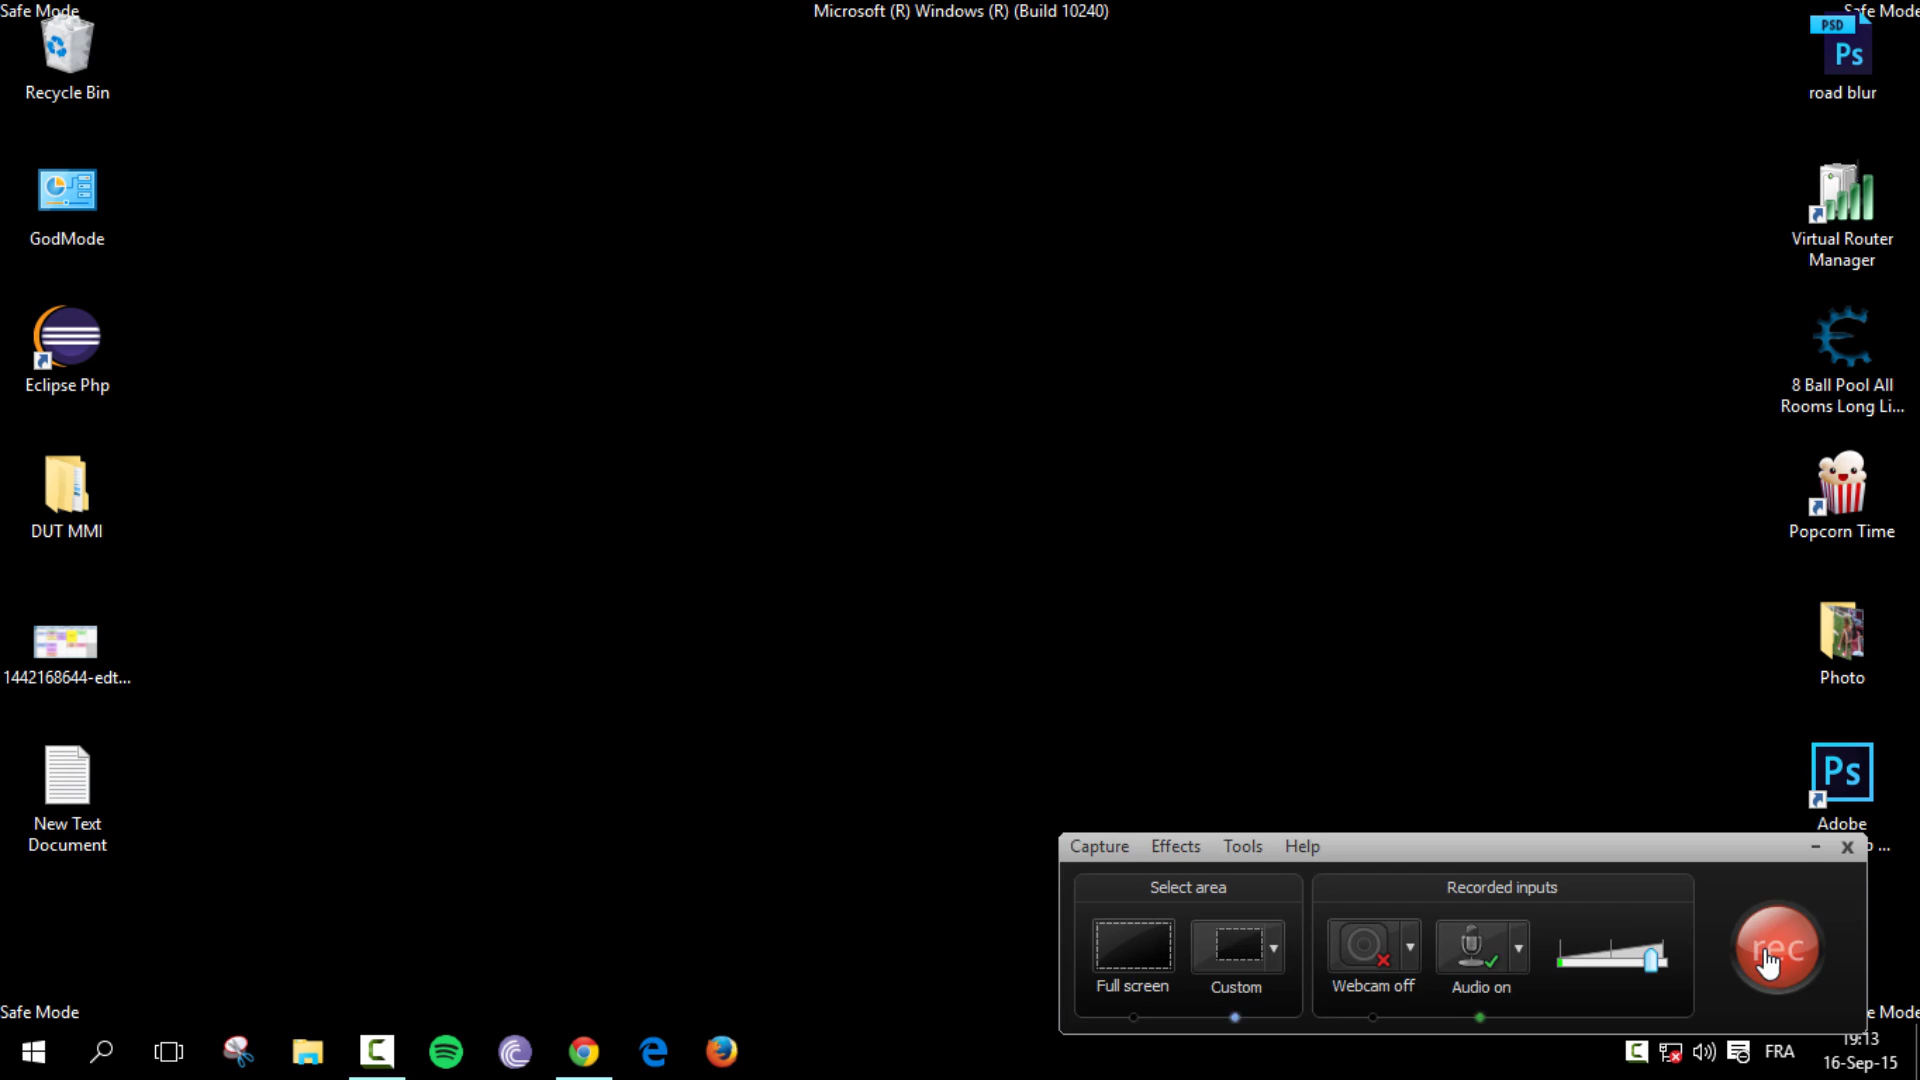 Safe Mode
Microsoft (R) Windows (R) (Build 10240)
Safe Mode
Recycle Bin
PSD
Ps
road blur
GodMode
Virtual Router
Manager
Eclipse Php
8 Ball Pool All
Rooms Long Li...
DUT MMI
Popcorn Time
1442168644-edt...
Photo
New Text
Document
Ps
Adobe
...
Capture
Effects
Tools
Help
Select area
Recorded inputs
Full screen
Custom
Webcam off
Audio on
rec
Safe Mode
e Mode
FRA
19:13
16-Sep-15